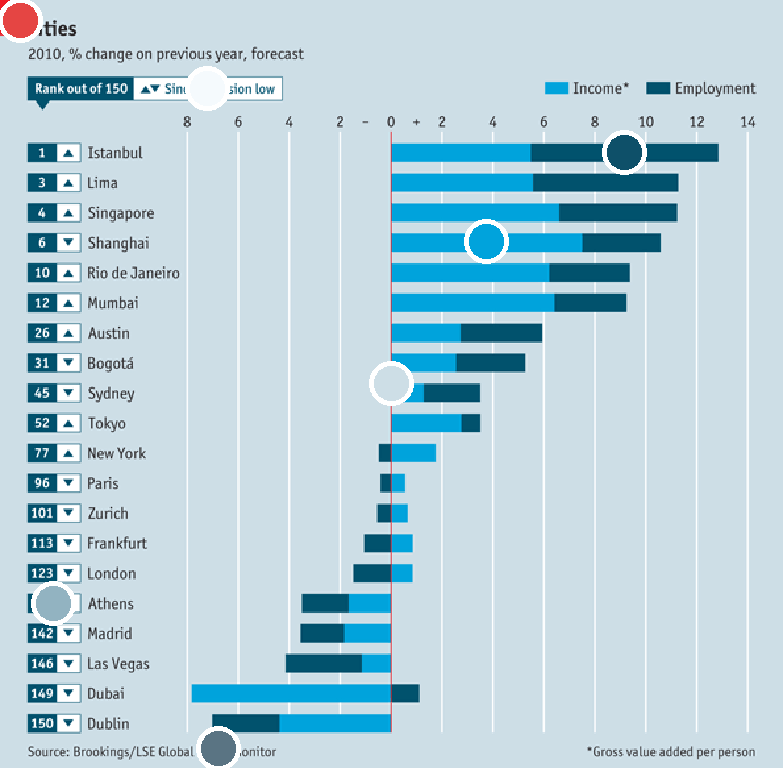 ties
2010, % change on previous year, forecast
Rank out of 150 ▲▼ low
Income* Employment
8 6 4 2 – 0 + 2 4 6 8 10 12 14
1 ▲ Istanbul
3 ▲ Lima
4 ▲ Singapore
6 ▼ Shanghai
10 ▲ Rio de Janeiro
12 ▲ Mumbai
26 ▲ Austin
31 ▼ Bogotá
45 ▼ Sydney
52 ▲ Tokyo
77 ▲ New York
96 ▼ Paris
101 ▼ Zurich
113 ▼ Frankfurt
123 ▼ London
Athens
142 ▼ Madrid
146 ▼ Las Vegas
149 ▼ Dubai
150 ▼ Dublin
Source: Brookings/LSE Global onitor
*Gross value added per person